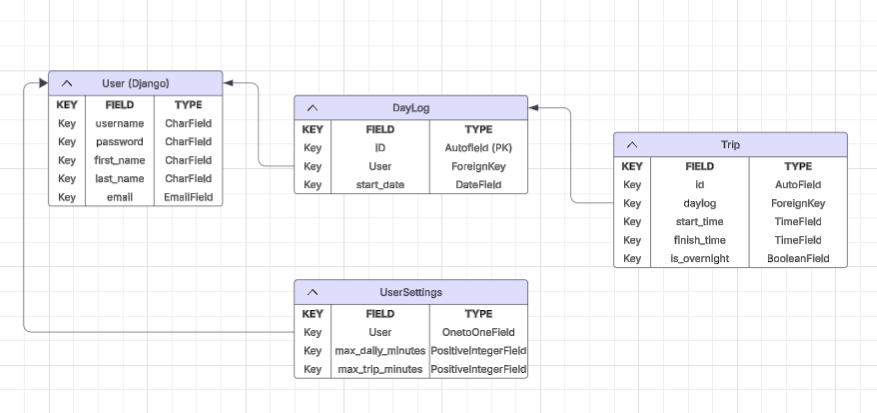 User (Django)
KEY FIELD TYPE
Key username CharField
Key password CharField
Key first_name CharField
Key last_name CharField
Key email EmailField
DayLog
KEY FIELD TYPE
Key ID Autofield (PK)
Key User ForeignKey
Key start_date DateField
Trip
KEY FIELD TYPE
Key id AutoField
Key daylog ForeignKey
Key start_time TimeField
Key finish_time TimeField
Key is_overnight BooleanField
UserSettings
KEY FIELD TYPE
Key User OnetoOneField
Key max_daily_minutes PositiveIntegerField
Key max_trip_minutes PositiveIntegerField